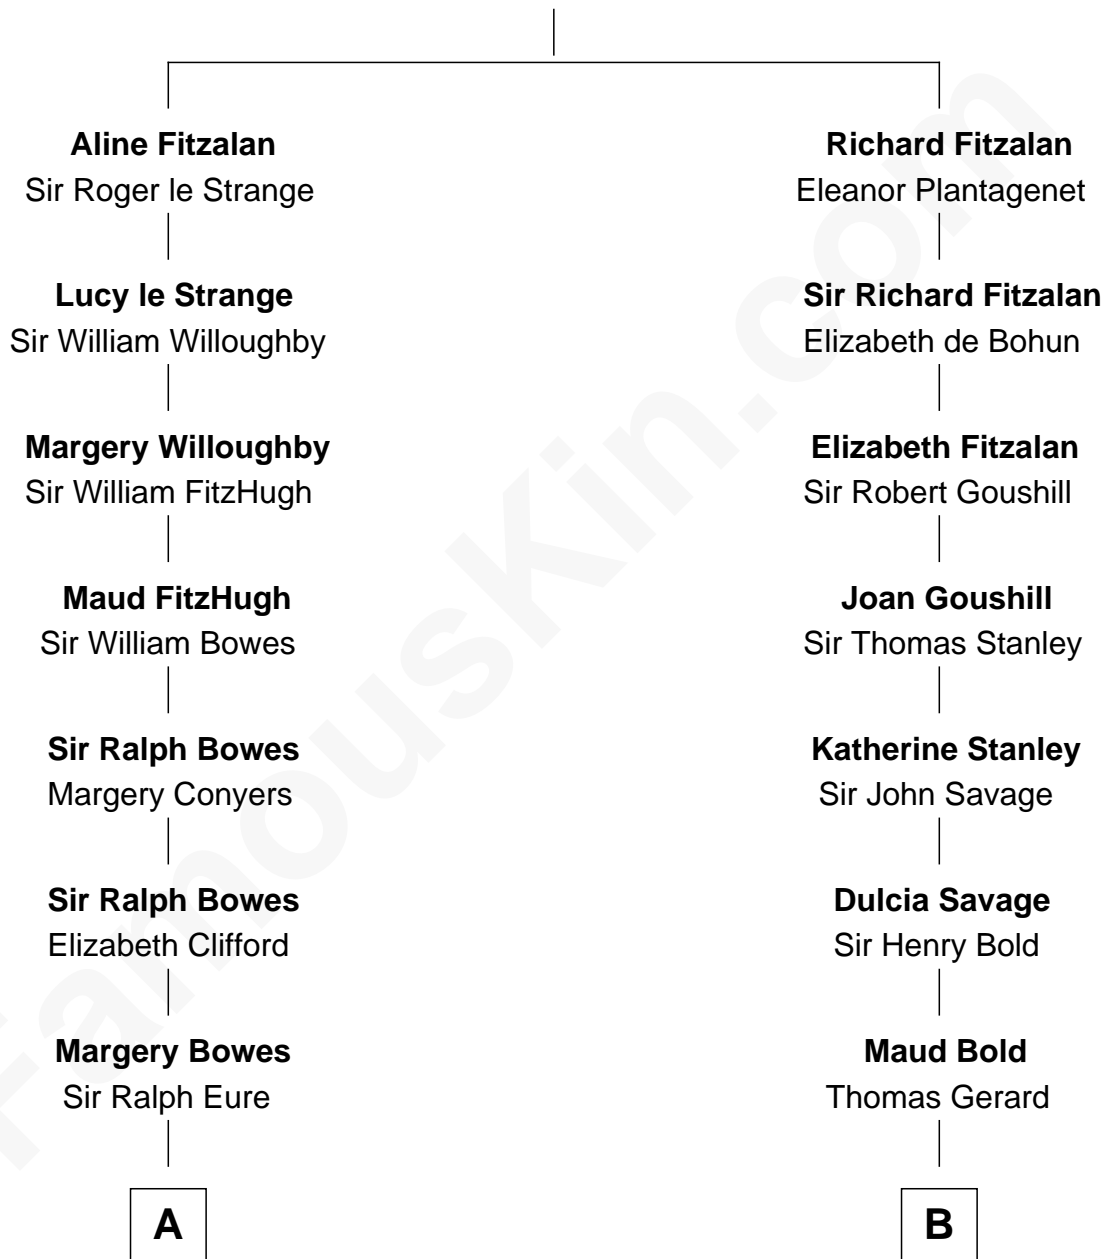 Aline Fitzalan
Sir Roger le Strange
Lucy le Strange
Sir William Willoughby
Margery Willoughby
Sir William FitzHugh
Maud FitzHugh
Sir William Bowes
Sir Ralph Bowes
Margery Conyers
Sir Ralph Bowes
Elizabeth Clifford
Margery Bowes
Sir Ralph Eure
A
Richard Fitzalan
Eleanor Plantagenet
Sir Richard Fitzalan
Elizabeth de Bohun
Elizabeth Fitzalan
Sir Robert Goushill
Joan Goushill
Sir Thomas Stanley
Katherine Stanley
Sir John Savage
Dulcia Savage
Sir Henry Bold
Maud Bold
Thomas Gerard
B
FamousKin.com